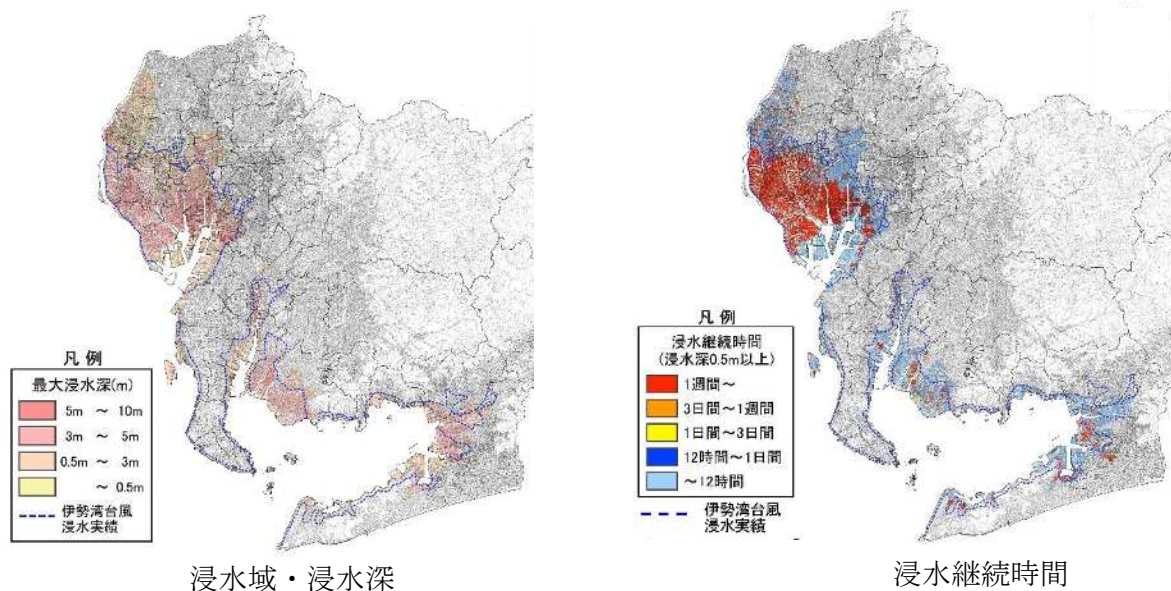 凡例
最大浸水深(m)
5m ～ 10m
3m ～ 5m
0.5m ～ 3m
～ 0.5m
伊勢湾台風
浸水実績
浸水域・浸水深
凡例
浸水継続時間
(浸水深0.5m以上)
1週間～
3日間～1週間
1日間～3日間
12時間～1日間
～12時間
伊勢湾台風
浸水実績
浸水継続時間